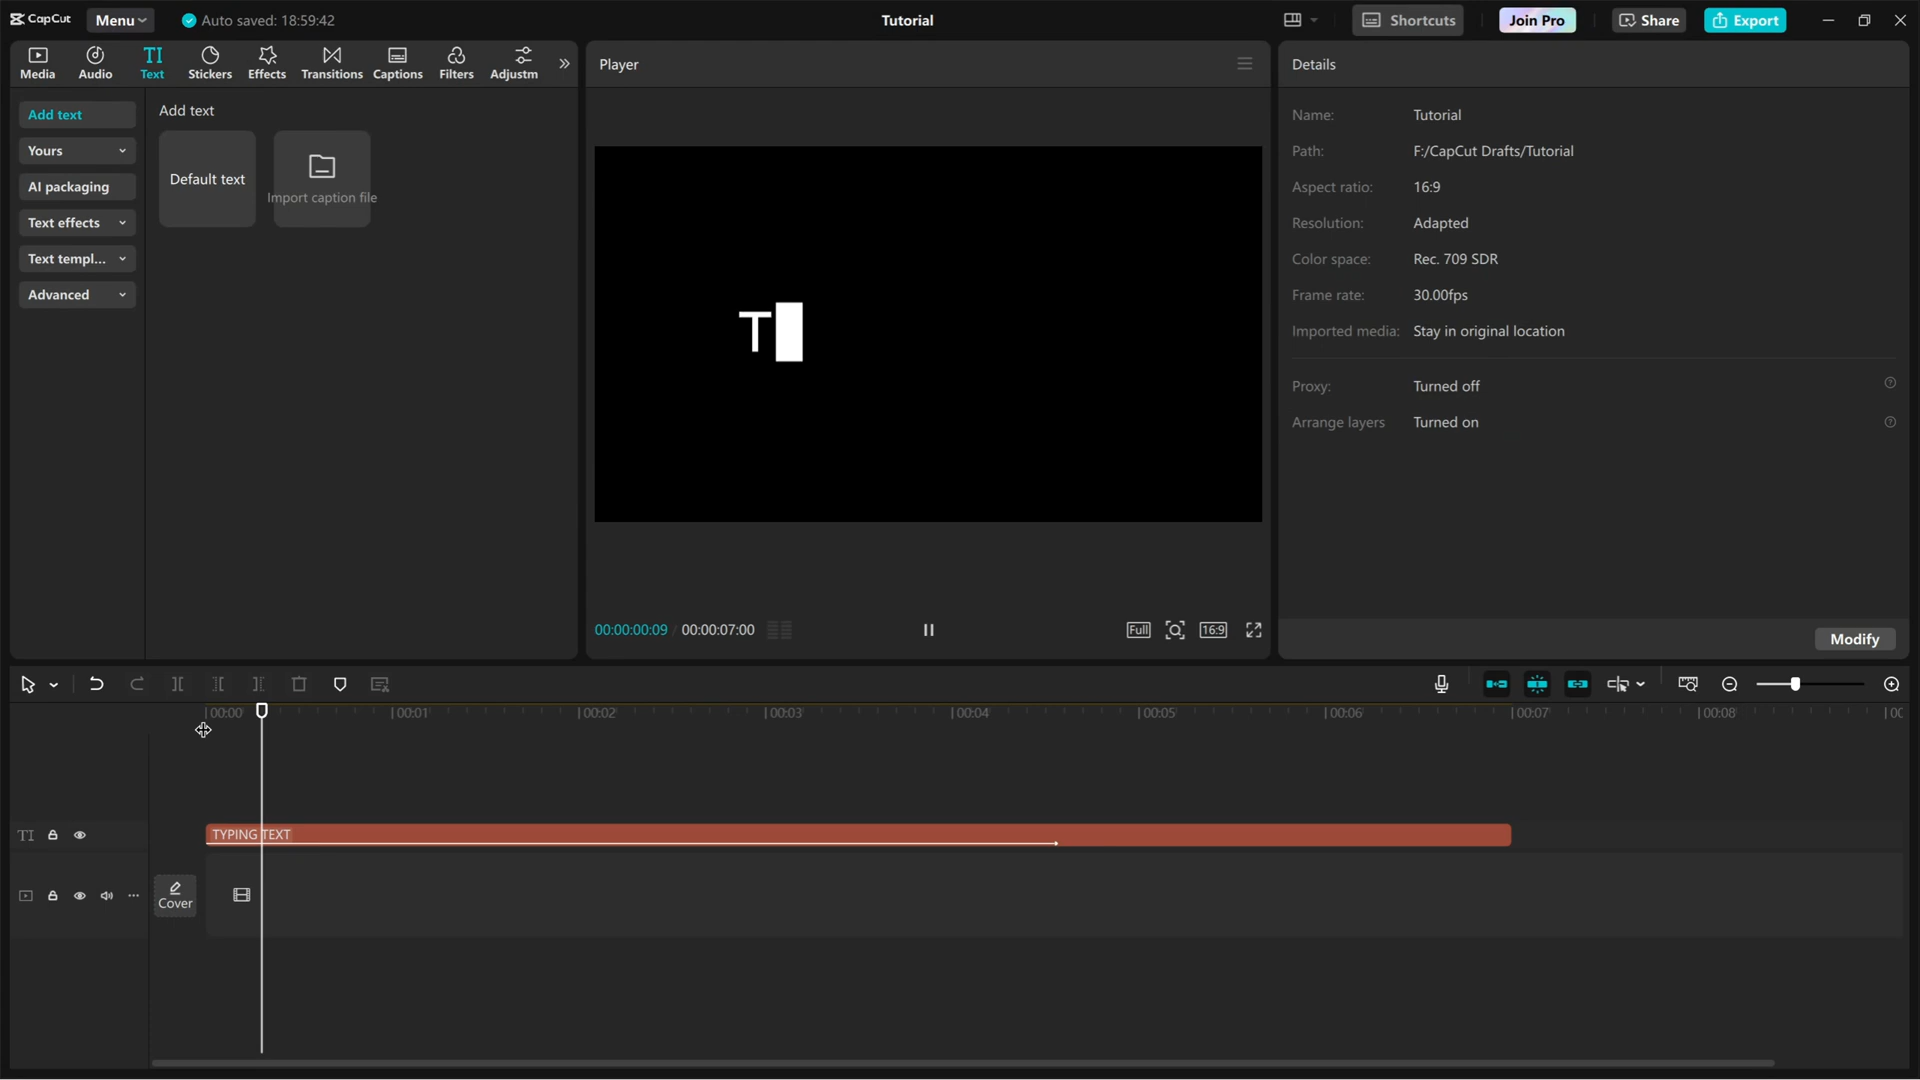 CapCut
Menu
Auto saved: 18:59:42
Tutorial
Shortcuts
Join Pro
Share
Export
Media
Audio
TI
Text
Stickers
Effects
Transitions
Captions
Filters
Adjustm
Player
Details
Add text
Yours
AI packaging
Text effects
Text templ...
Advanced
Add text
Default text
Import caption file
T
00:00:00:09 / 00:00:07:00
Full
16:9
Name: Tutorial
Path: F:/CapCut Drafts/Tutorial
Aspect ratio: 16:9
Resolution: Adapted
Color space: Rec. 709 SDR
Frame rate: 30.00fps
Imported media: Stay in original location
Proxy: Turned off
Arrange layers Turned on
Modify
00:00 00:01 00:02 00:03 00:04 00:05 00:06 00:07 00:08 00
TI
TYPING TEXT
Cover